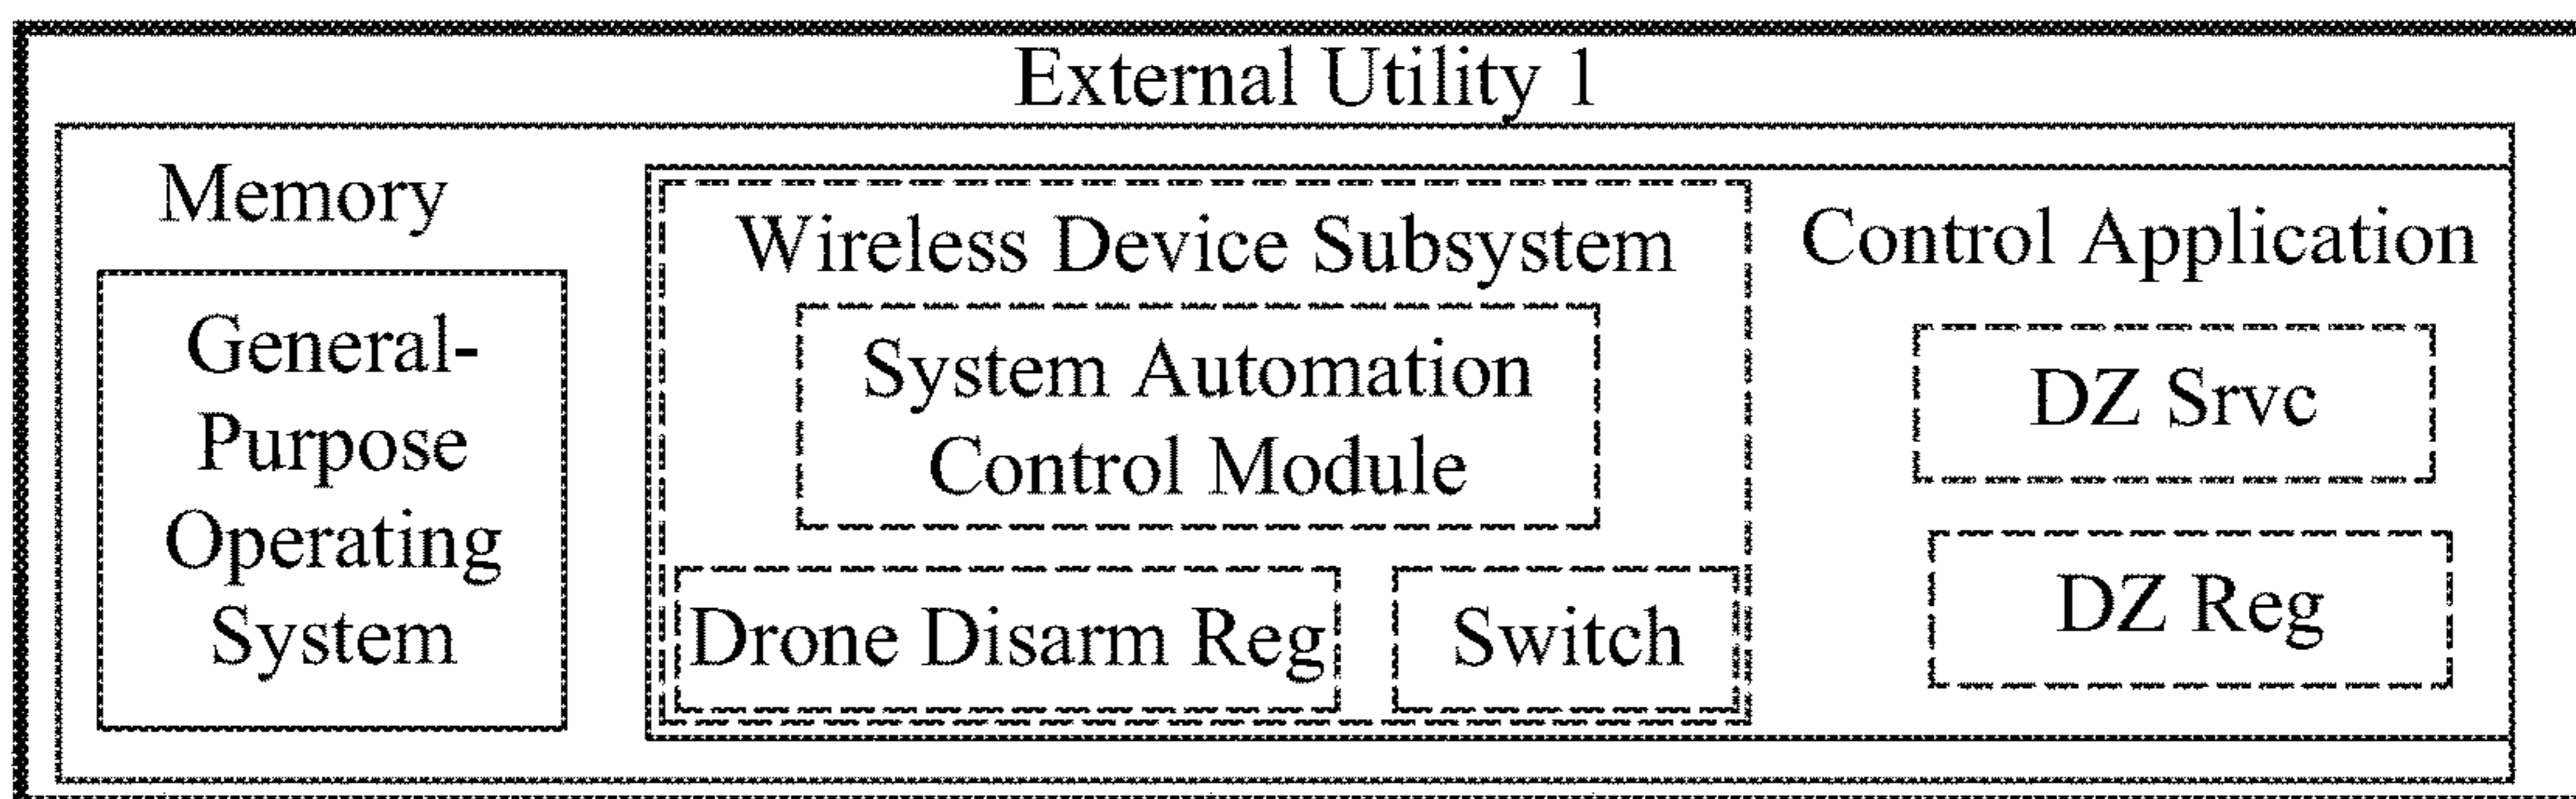 External Utility 1
Memory
General-
Purpose
Operating
System
Wireless Device Subsystem
System Automation
Control Module
Drone Disarm Reg
Switch
Control Application
DZ Srvc
DZ Reg